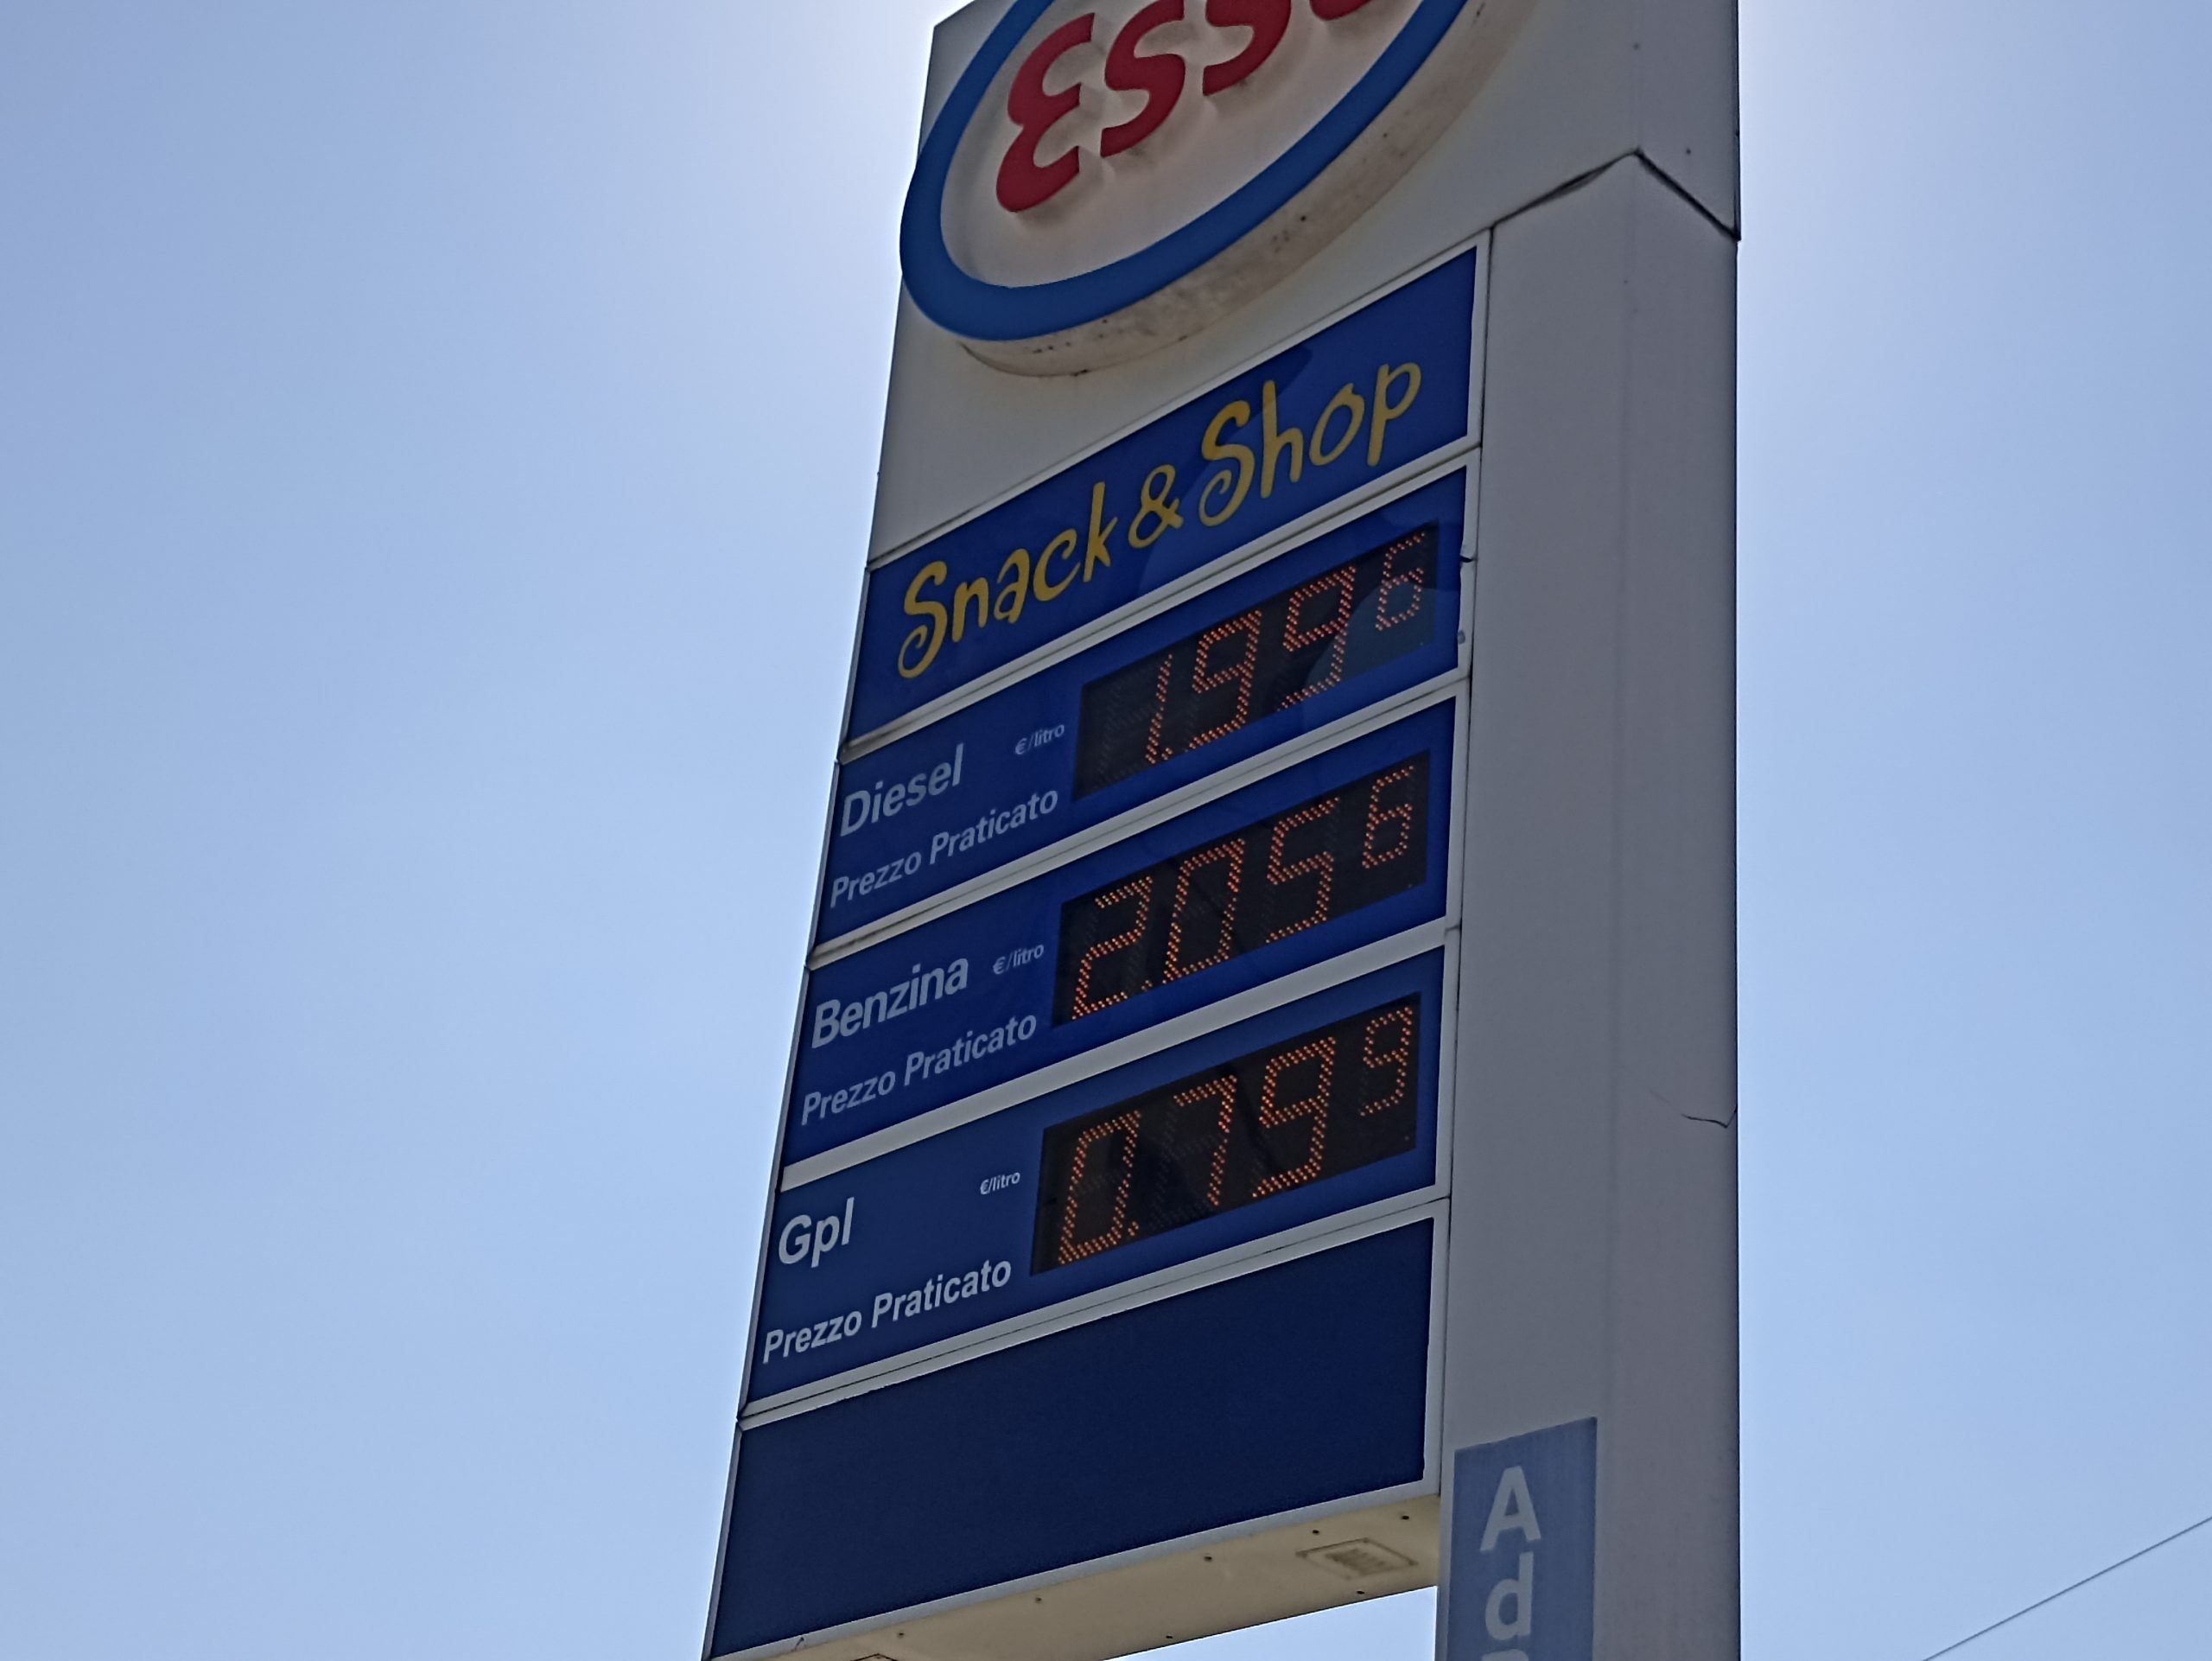 Esso
Snack & Shop
Diesel €/litro 1.996
Prezzo Praticato
Benzina €/litro 2.056
Prezzo Praticato
Gpl €/litro 0.799
Prezzo Praticato
A
d